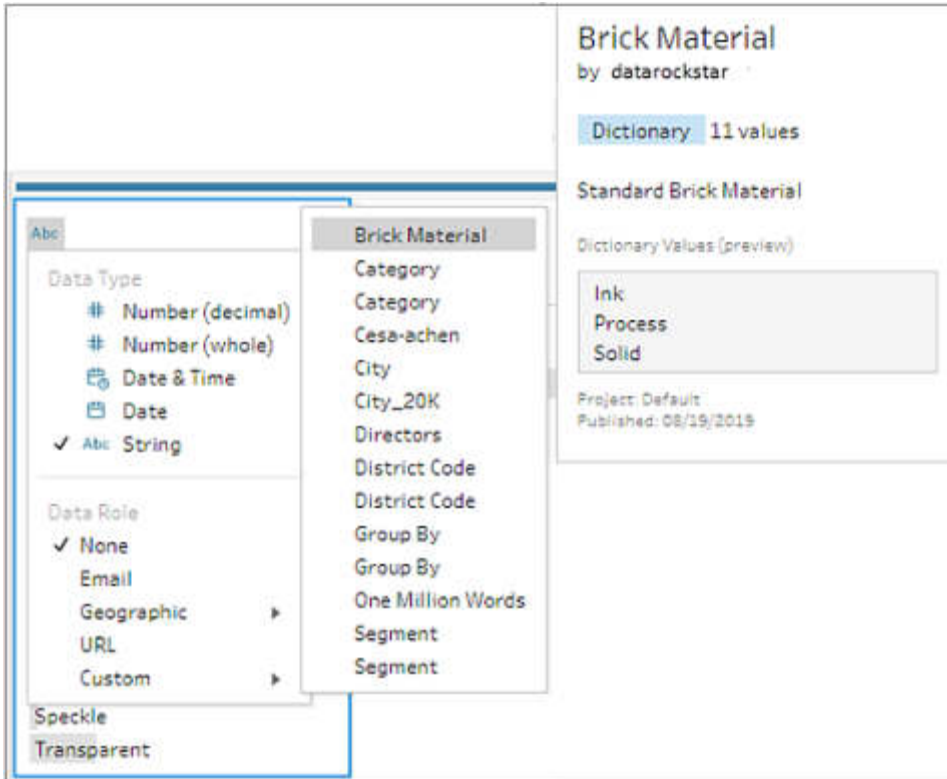 Abc
Data Type
# Number (decimal)
# Number (whole)
Date & Time
Date
✓ Abc String
Data Role
✓ None
Email
Geographic
URL
Custom
Speckle
Transparent
Brick Material
Category
Category
Cesa-achen
City
City_20K
Directors
District Code
District Code
Group By
Group By
One Million Words
Segment
Segment
Brick Material
by datarockstar
Dictionary 11 values
Standard Brick Material
Dictionary Values (preview)
Ink
Process
Solid
Project: Default
Published: 08/19/2019